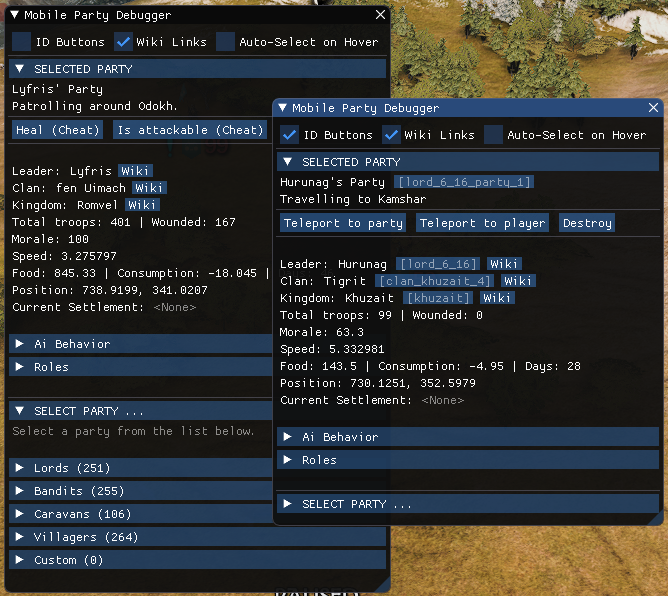 Mobile Party Debugger
ID Buttons Wiki Links Auto-Select on Hover
SELECTED PARTY
Lyfris' Party
Patrolling around Odokh.
Heal (Cheat) Is attackable (Cheat)
Leader: Lyfris Wiki
Clan: fen Uimach Wiki
Kingdom: Romvel Wiki
Total troops: 401 | Wounded: 167
Morale: 100
Speed: 3.275797
Food: 845.33 | Consumption: -18.045 |
Position: 738.9199, 341.0207
Current Settlement: <None>
Ai Behavior
Roles
SELECT PARTY ...
Select a party from the list below.
Lords (251)
Bandits (255)
Caravans (106)
Villagers (264)
Custom (0)
Mobile Party Debugger
ID Buttons Wiki Links Auto-Select on Hover
SELECTED PARTY
Hurunag's Party [lord_6_16_party_1]
Travelling to Kamshar
Teleport to party Teleport to player Destroy
Leader: Hurunag [lord_6_16] Wiki
Clan: Tigrit [clan_khuzait_4] Wiki
Kingdom: Khuzait [khuzait] Wiki
Total troops: 99 | Wounded: 0
Morale: 63.3
Speed: 5.332981
Food: 143.5 | Consumption: -4.95 | Days: 28
Position: 730.1251, 352.5979
Current Settlement: <None>
Ai Behavior
Roles
SELECT PARTY ...